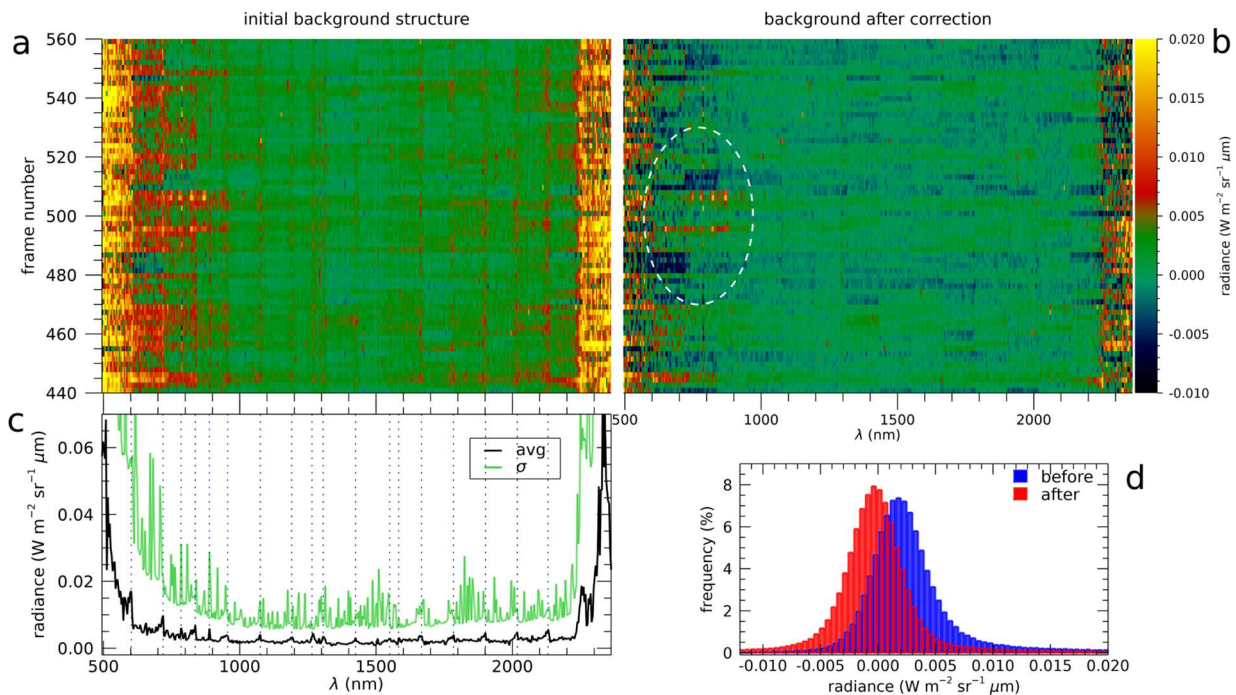 initial background structure
background after correction
a
b
560
540
520
500
480
460
440
frame number
0.020
0.015
0.010
0.005
0.000
-0.005
-0.010
radiance (W m⁻² sr⁻¹ μm)
500
1000
1500
2000
λ (nm)
c
avg
σ
0.06
0.04
0.02
0.00
radiance (W m⁻² sr⁻¹ μm)
500
1000
1500
2000
λ (nm)
d
before
after
8
6
4
2
0
frequency (%)
-0.010
-0.005
0.000
0.005
0.010
0.015
0.020
radiance (W m⁻² sr⁻¹ μm)